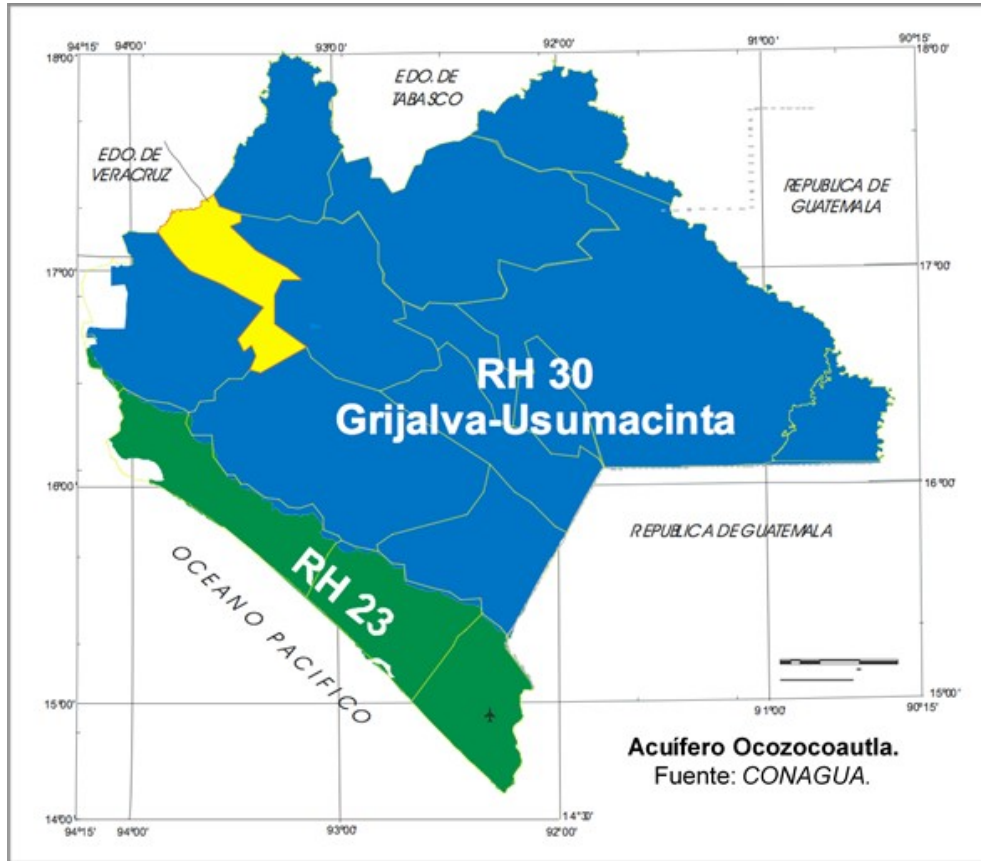 94°15' 94°00' 93°00' 92°00' 91°00' 90°15'
18°00' 18°00'
EDO. DE
TABASCO
EDO. DE
VERACRUZ
REPUBLICA DE
GUATEMALA
17°00' 17°00'
RH 30
Grijalva-Usumacinta
16°00' 16°00'
REPUBLICA DE GUATEMALA
OCEANO PACIFICO
RH 23
15°00' 15°00'
91°00' 90°15'
Acuífero Ocozocoautla.
Fuente: CONAGUA.
14°00' 14°30'
94°15' 94°00' 93°00' 92°00'